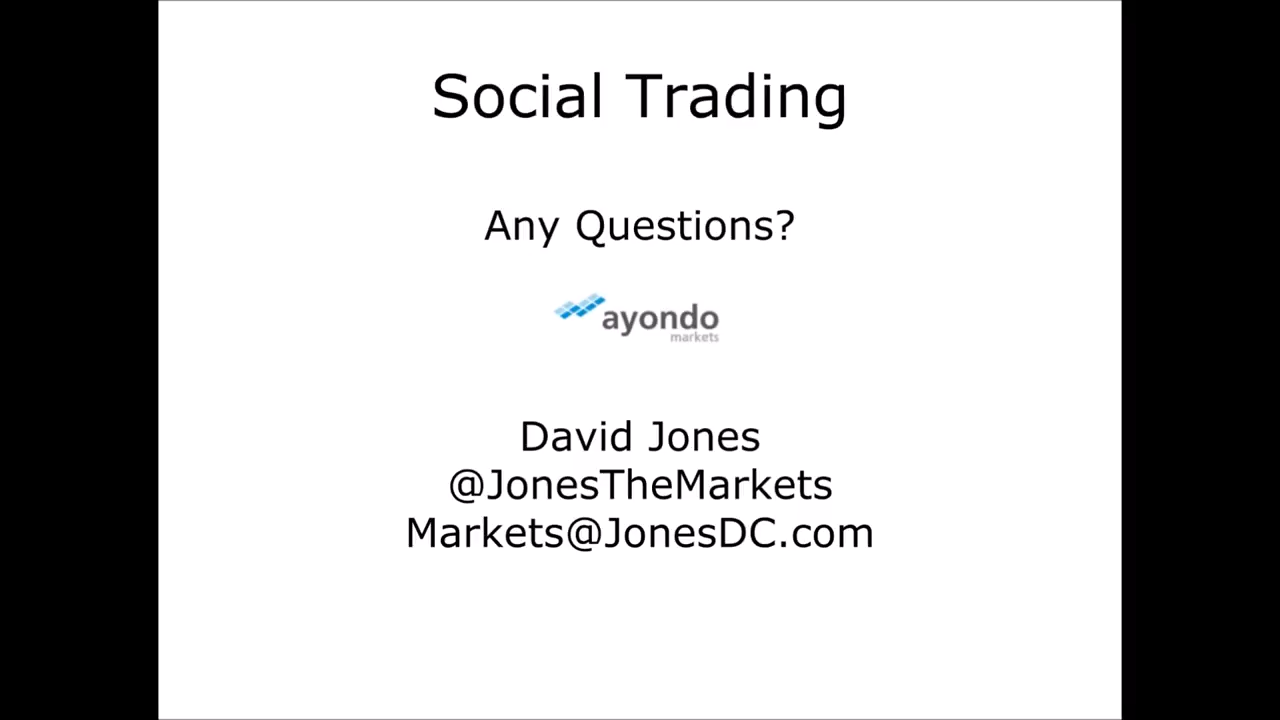 Social Trading
Any Questions?
ayondo
markets
David Jones
@JonesTheMarkets
Markets@JonesDC.com